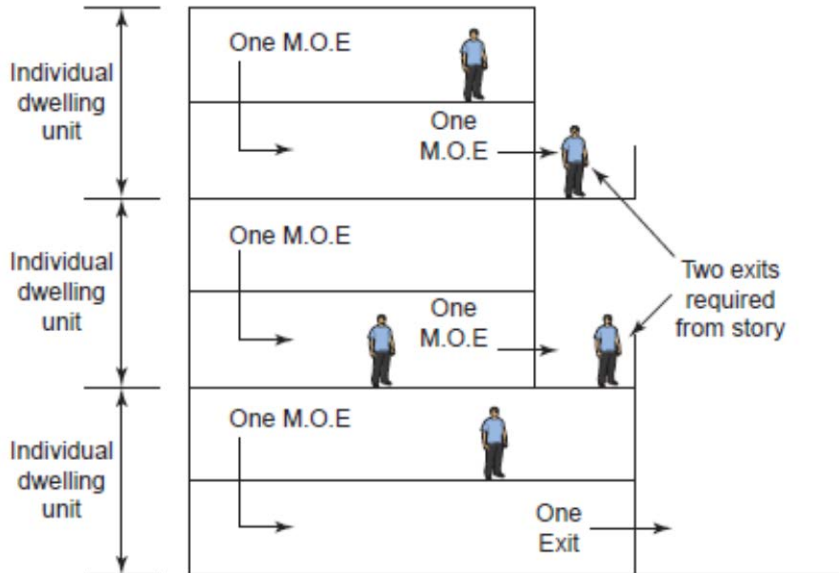 One M.O.E
Individual
dwelling
unit
One
M.O.E
One M.O.E
Individual
dwelling
unit
One
M.O.E
Two exits
required
from story
One M.O.E
Individual
dwelling
unit
One
Exit